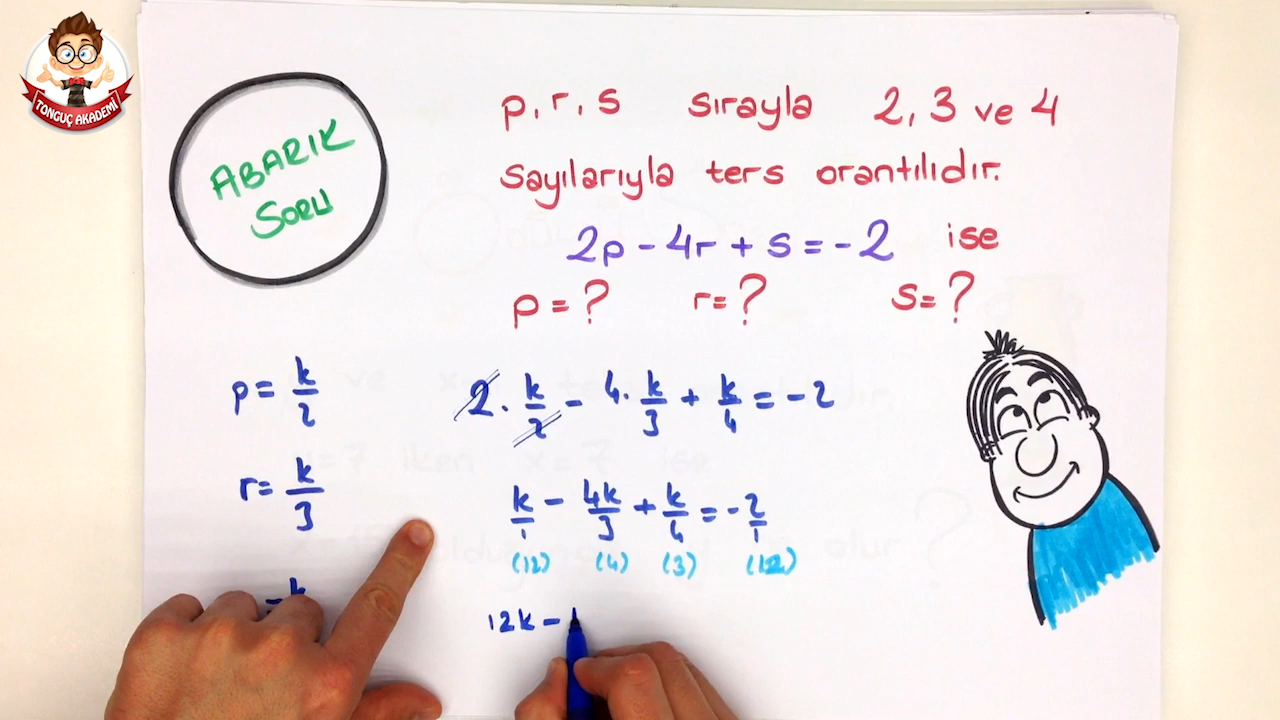 TONGUÇ AKADEMİ
ABARIK
SORU
p, r, s sırayla 2, 3 ve 4
sayılarıyla ters orantılıdır.
2p - 4r + s = -2 ise
p = ? r = ? s = ?
p = k/2
2 . k/2 - 4 . k/3 + k/4 = -2
r = k/3
k/1 - 4k/3 + k/4 = -2/1
(12) (4) (3) (12)
= k
12k -